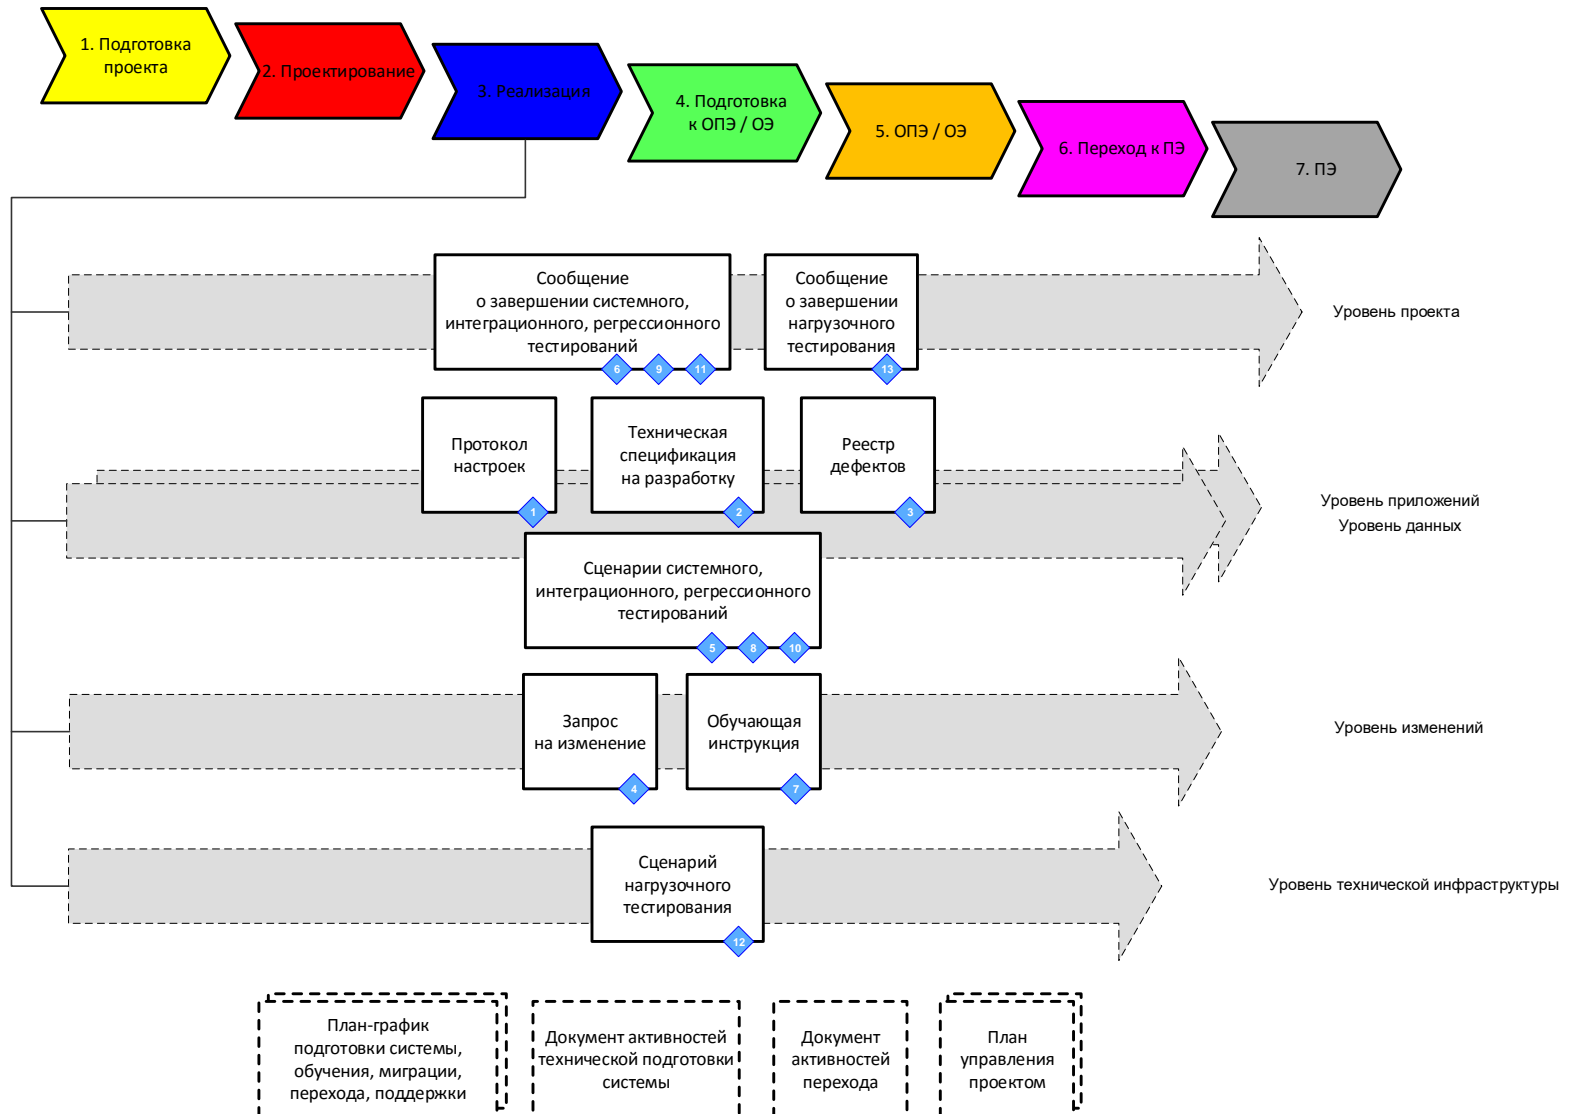 1. Подготовка
проекта
2. Проектирование
3. Реализация
4. Подготовка
к ОПЭ / ОЭ
5. ОПЭ / ОЭ
6. Переход к ПЭ
7. ПЭ
Сообщение
о завершении системного,
интеграционного, регрессионного
тестирований
6
9
11
Сообщение
о завершении
нагрузочного
тестирования
13
Уровень проекта
Протокол
настроек
1
Техническая
спецификация
на разработку
2
Реестр
дефектов
3
Уровень приложений
Уровень данных
Сценарии системного,
интеграционного, регрессионного
тестирований
5
8
10
Запрос
на изменение
4
Обучающая
инструкция
7
Уровень изменений
Сценарий
нагрузочного
тестирования
12
Уровень технической инфраструктуры
План-график
подготовки системы,
обучения, миграции,
перехода, поддержки
Документ активностей
технической подготовки
системы
Документ
активностей
перехода
План
управления
проектом